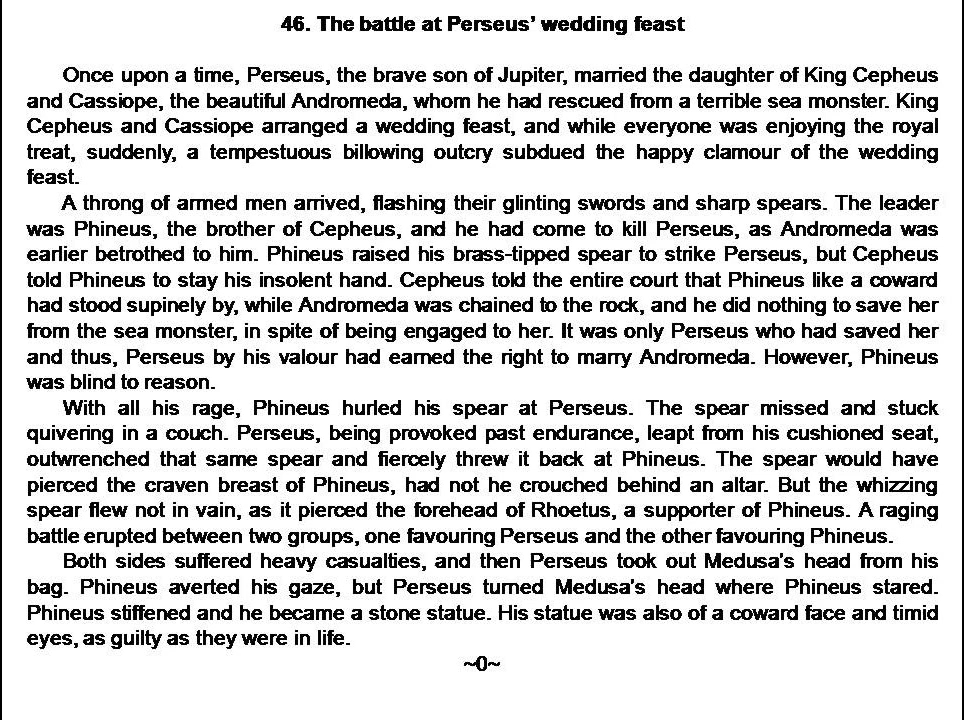 46. The battle at Perseus' wedding feast
Once upon a time, Perseus, the brave son of Jupiter, married the daughter of King Cepheus
and Cassiope, the beautiful Andromeda, whom he had rescued from a terrible sea monster. King
Cepheus and Cassiope arranged a wedding feast, and while everyone was enjoying the royal
treat, suddenly, a tempestuous billowing outcry subdued the happy clamour of the wedding
feast.
A throng of armed men arrived, flashing their glinting swords and sharp spears. The leader
was Phineus, the brother of Cepheus, and he had come to kill Perseus, as Andromeda was
earlier betrothed to him. Phineus raised his brass-tipped spear to strike Perseus, but Cepheus
told Phineus to stay his insolent hand. Cepheus told the entire court that Phineus like a coward
had stood supinely by, while Andromeda was chained to the rock, and he did nothing to save her
from the sea monster, in spite of being engaged to her. It was only Perseus who had saved her
and thus, Perseus by his valour had earned the right to marry Andromeda. However, Phineus
was blind to reason.
With all his rage, Phineus hurled his spear at Perseus. The spear missed and stuck
quivering in a couch. Perseus, being provoked past endurance, leapt from his cushioned seat,
outwrenched that same spear and fiercely threw it back at Phineus. The spear would have
pierced the craven breast of Phineus, had not he crouched behind an altar. But the whizzing
spear flew not in vain, as it pierced the forehead of Rhoetus, a supporter of Phineus. A raging
battle erupted between two groups, one favouring Perseus and the other favouring Phineus.
Both sides suffered heavy casualties, and then Perseus took out Medusa's head from his
bag. Phineus averted his gaze, but Perseus turned Medusa's head where Phineus stared.
Phineus stiffened and he became a stone statue. His statue was also of a coward face and timid
eyes, as guilty as they were in life.
~0~